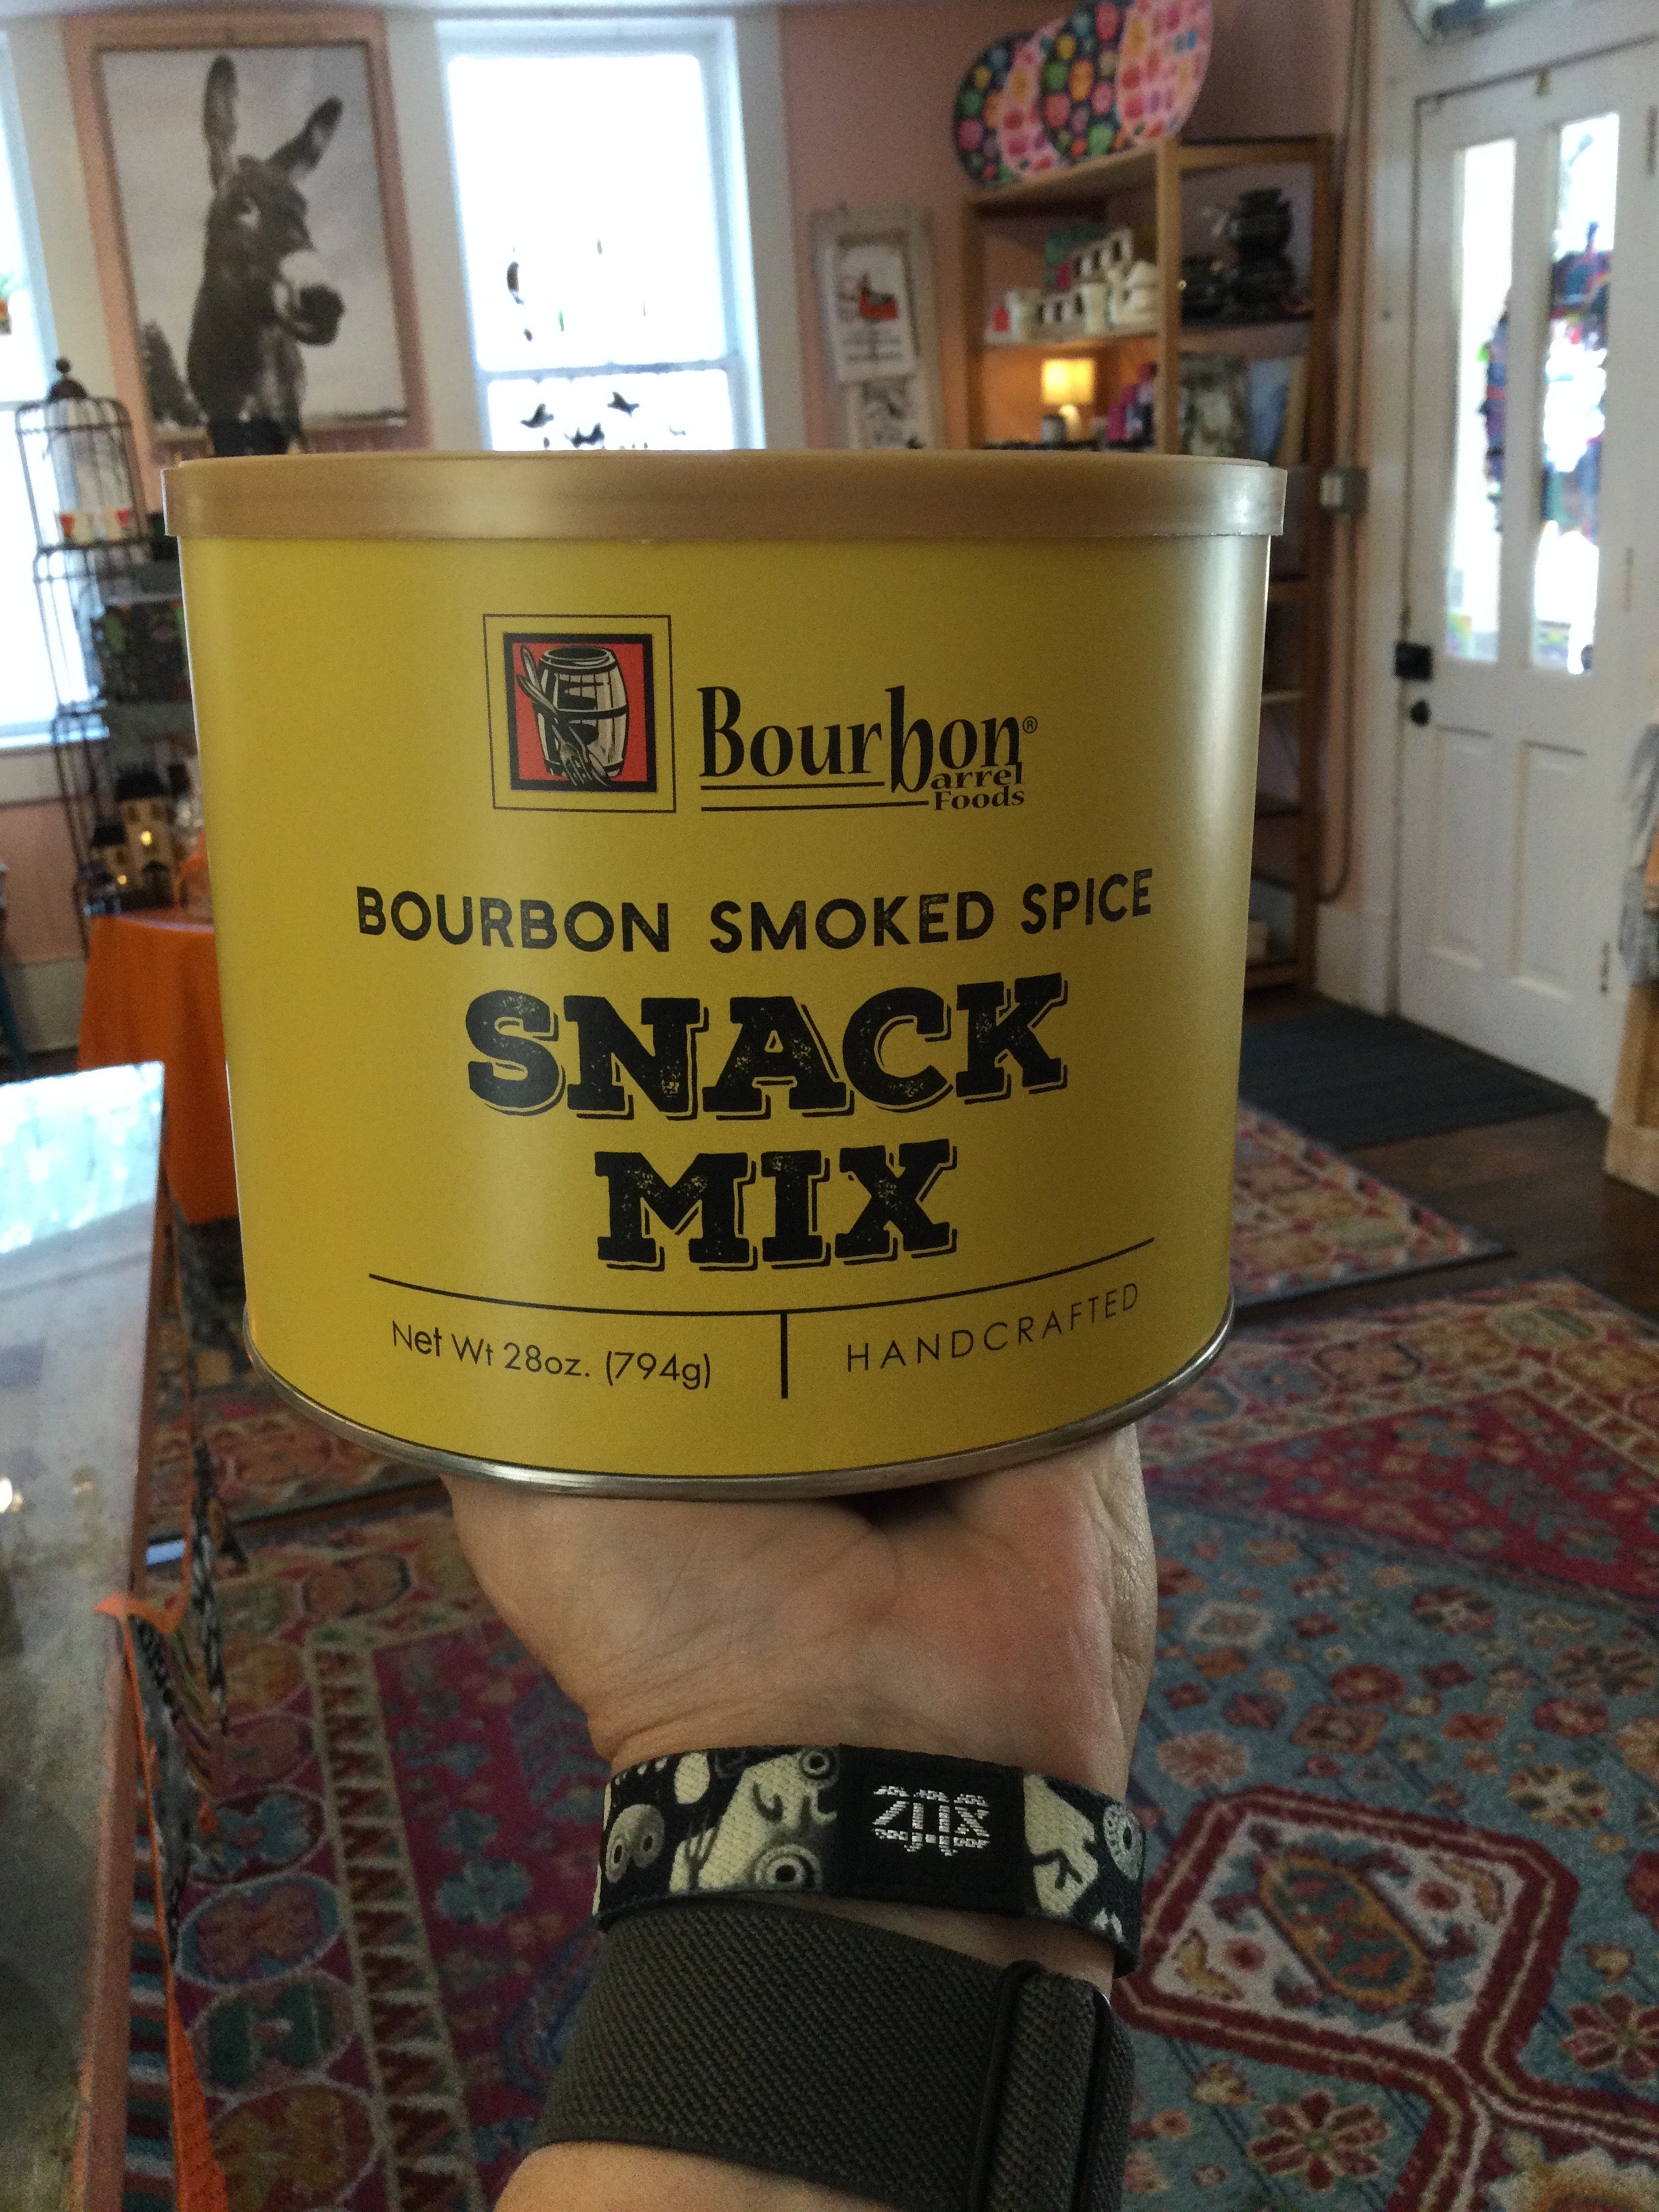 Bourbon®
barrel
Foods
BOURBON SMOKED SPICE
SNACK
MIX
Net Wt 28oz. (794g)
HANDCRAFTED
ZOX